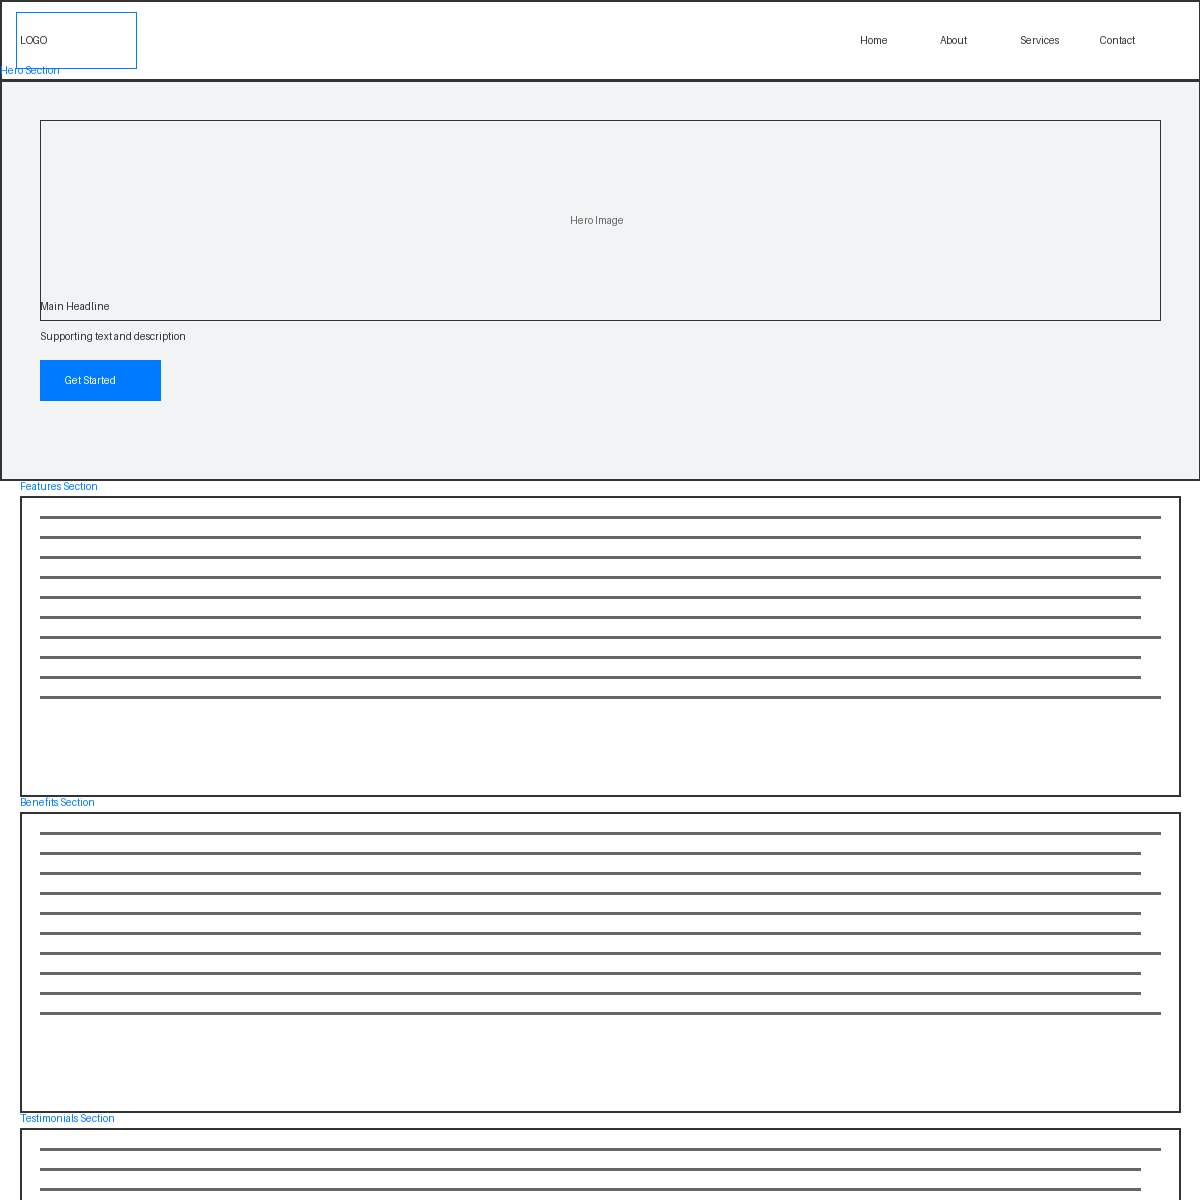 LOGO
Home About Services Contact
Hero Section
Hero Image
Main Headline
Supporting text and description
Get Started
Features Section
Benefits Section
Testimonials Section